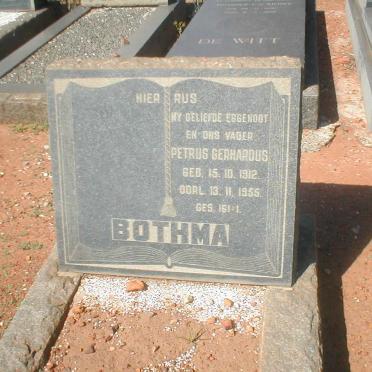 DE WITT
HIER RUS
MY GELIEFDE EGGENOOT
EN ONS VADER
PETRUS GERHARDUS
GEB. 15. 10. 1912.
OORL. 13. 11. 1955.
GES. 161-1.
BOTHMA